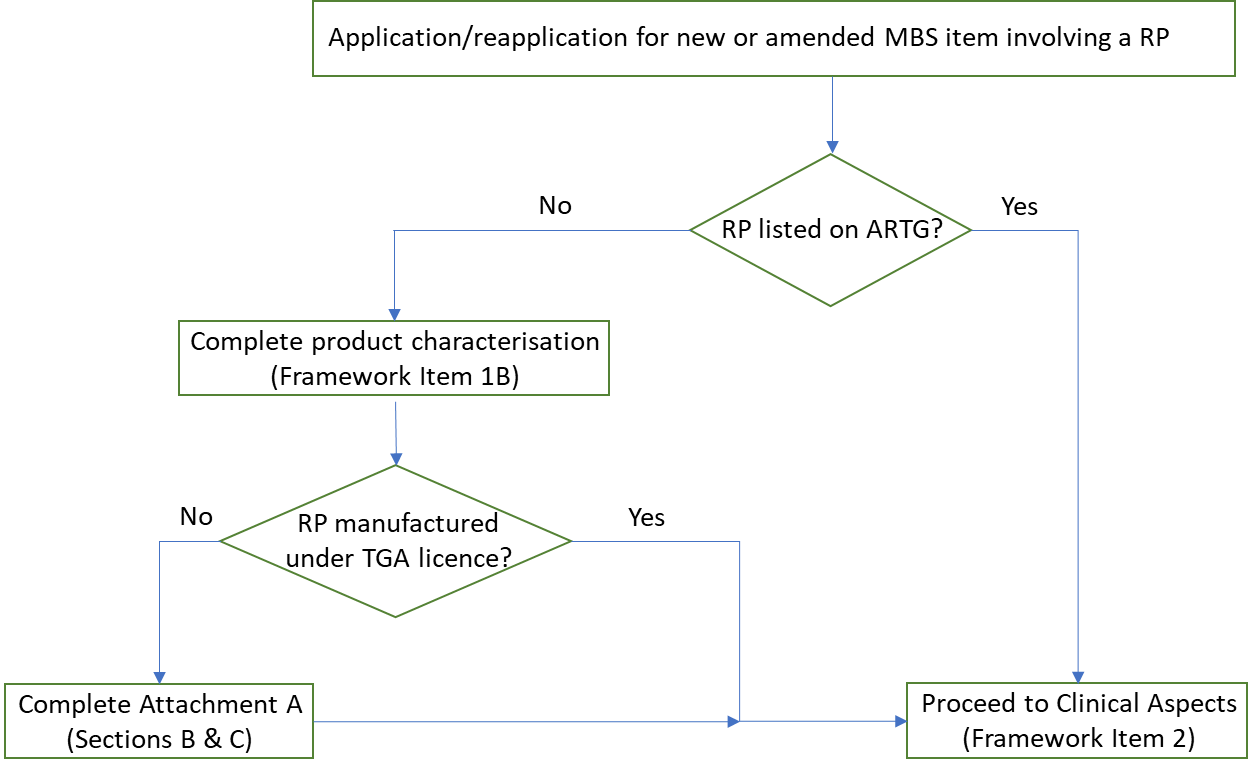 Application/reapplication for new or amended MBS item involving a RP
No
Yes
RP listed on ARTG?
Complete product characterisation
(Framework Item 1B)
No
Yes
RP manufactured
under TGA licence?
Complete Attachment A
(Sections B & C)
Proceed to Clinical Aspects
(Framework Item 2)